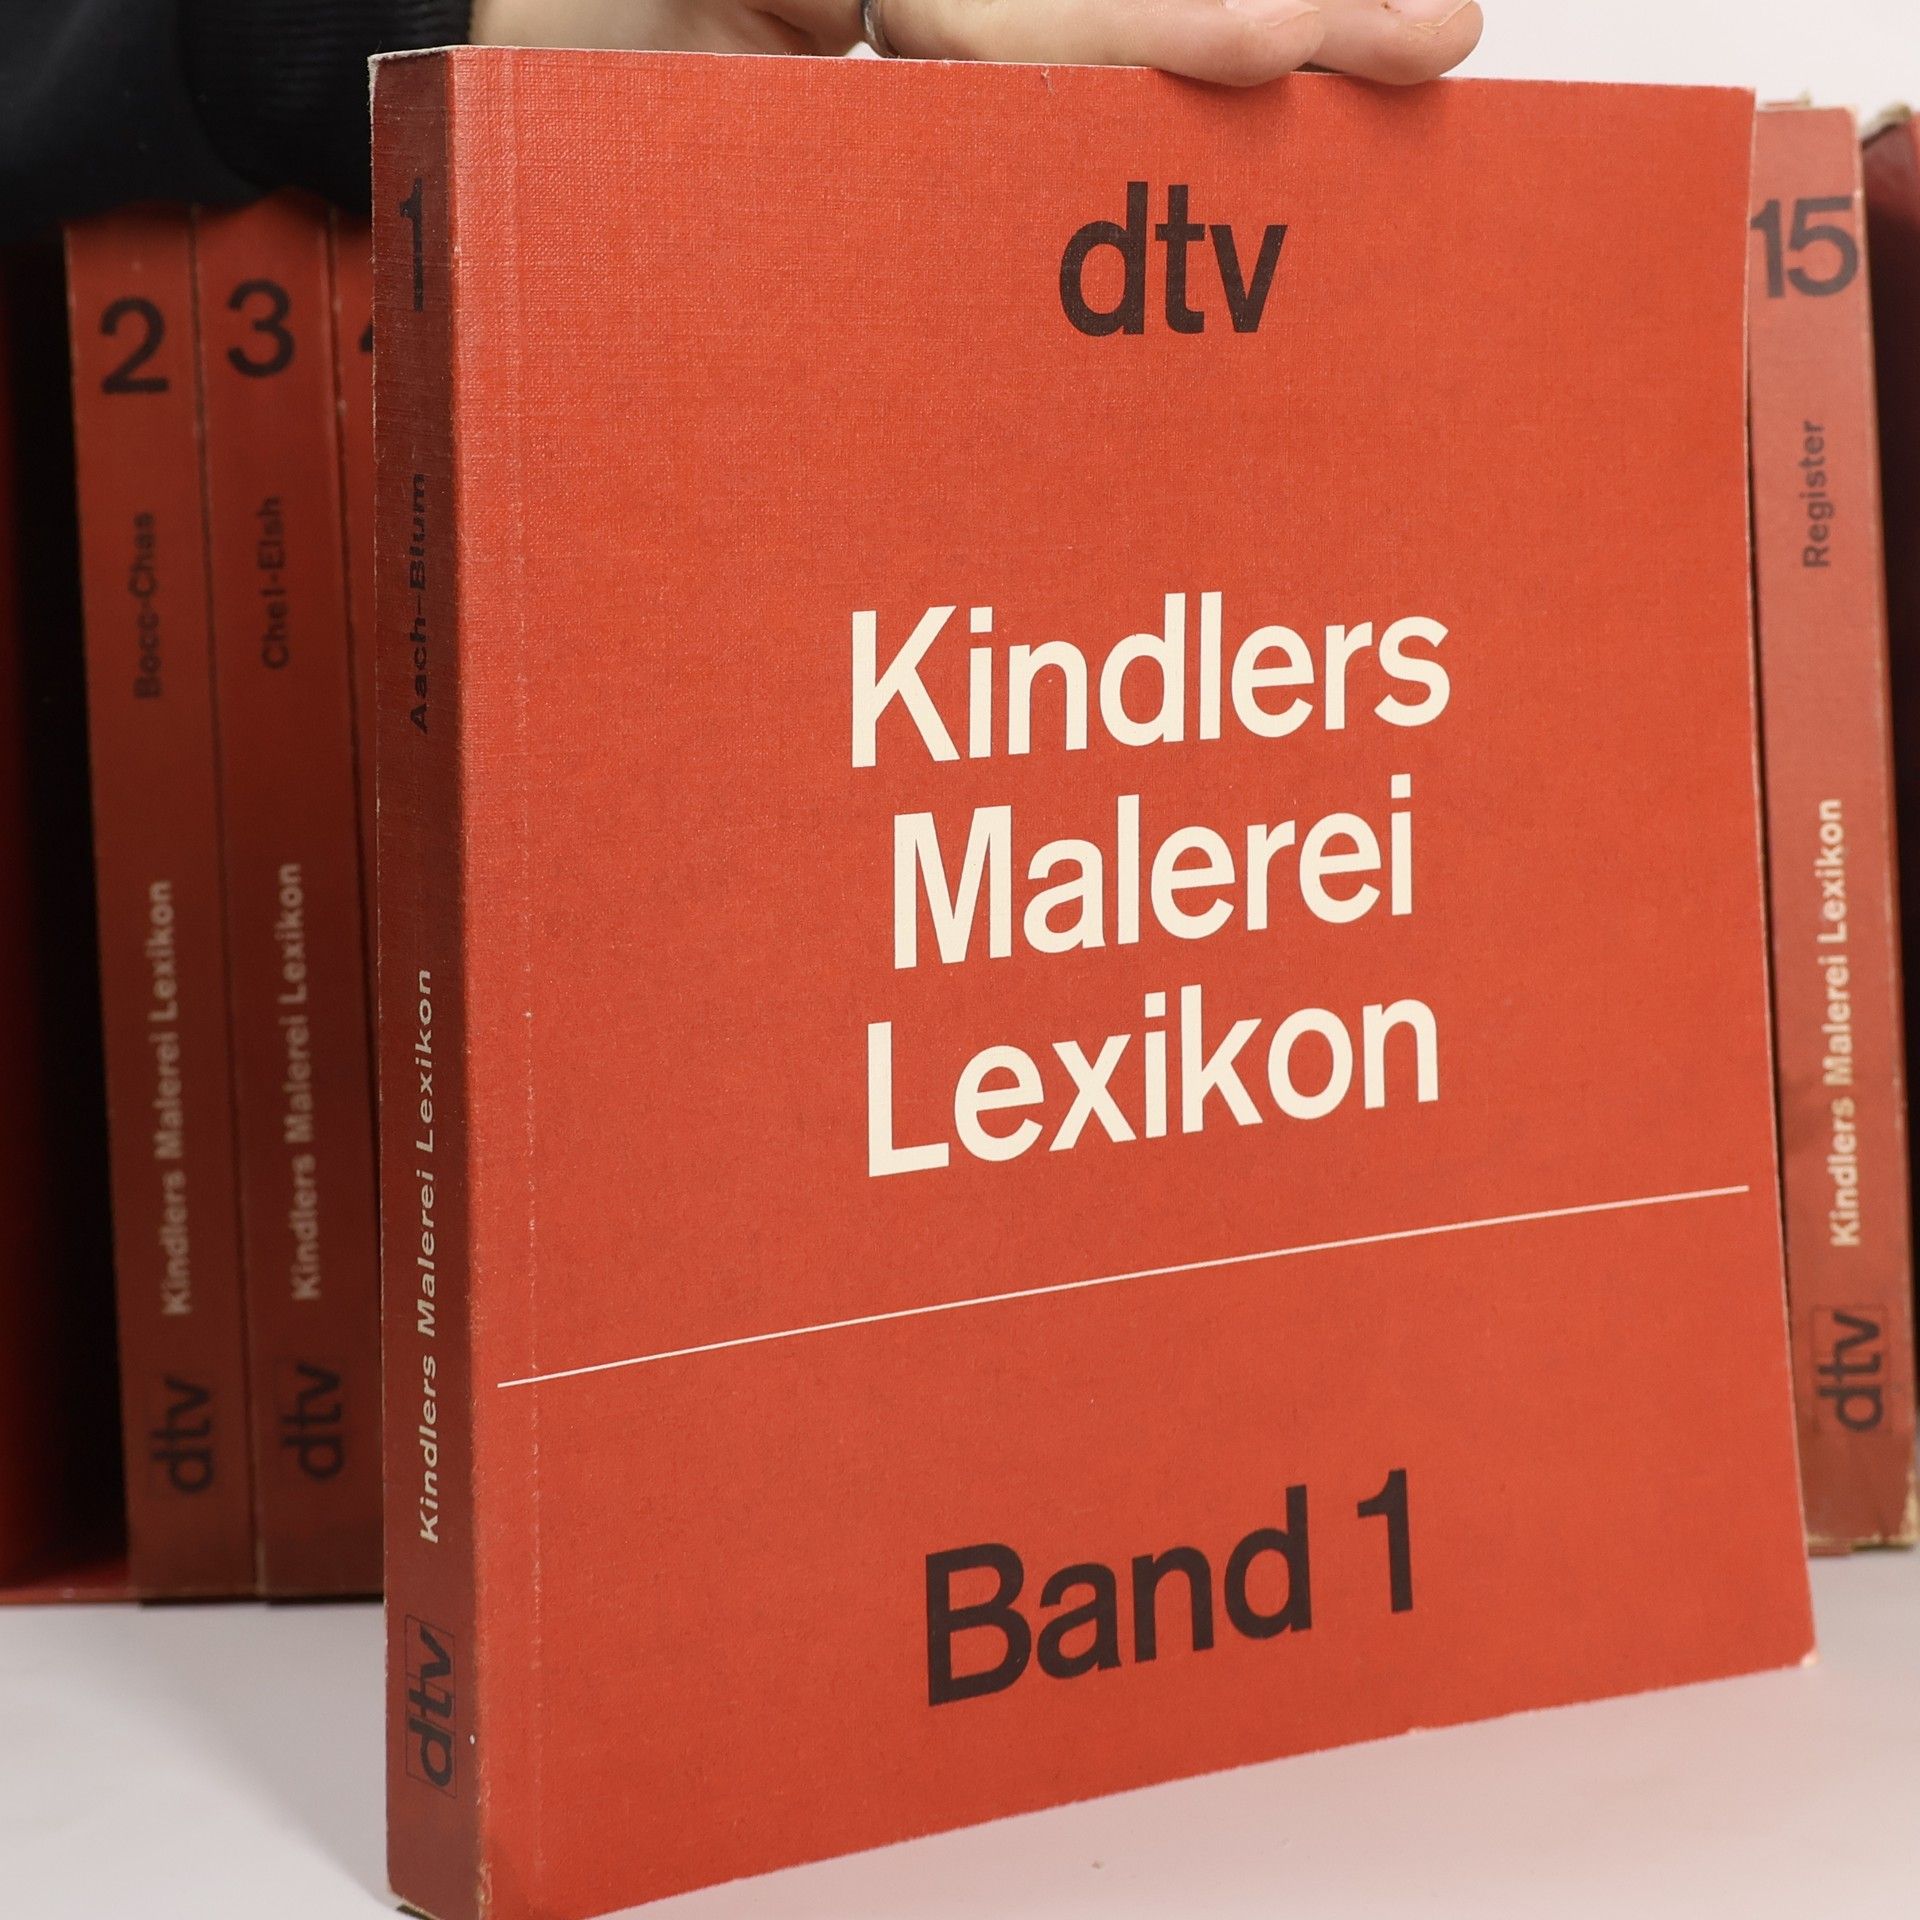 2
Bocc-Chas
Kindlers Malerei Lexikon
dtv
3
Chel-Elsh
Kindlers Malerei Lexikon
dtv
1
Aach-Blum
Kindlers Malerei Lexikon
dtv
dtv
Kindlers
Malerei
Lexikon
Band 1
15
Register
Kindlers Malerei Lexikon
dtv